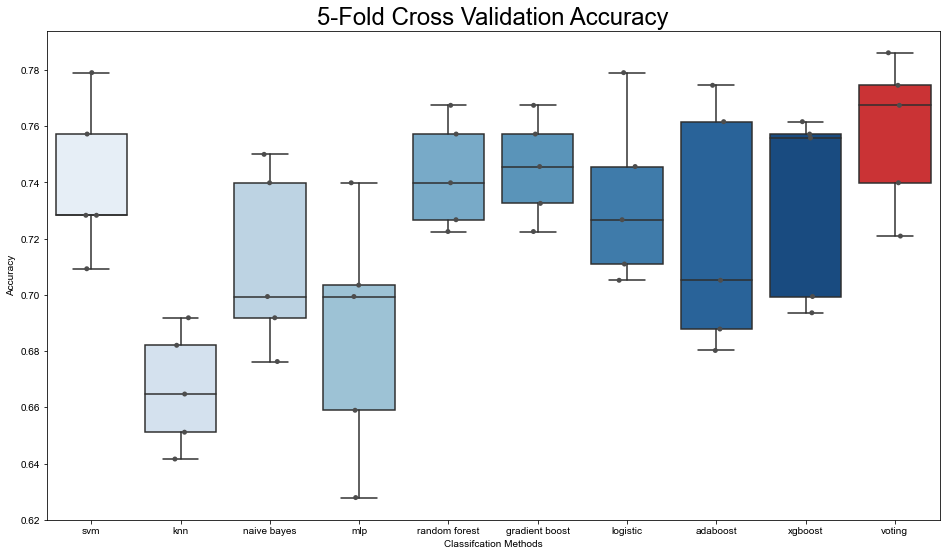 5-Fold Cross Validation Accuracy
Accuracy
0.78
0.76
0.74
0.72
0.70
0.68
0.66
0.64
0.62
svm knn naive bayes mlp random forest gradient boost logistic adaboost xgboost voting
Classifcation Methods